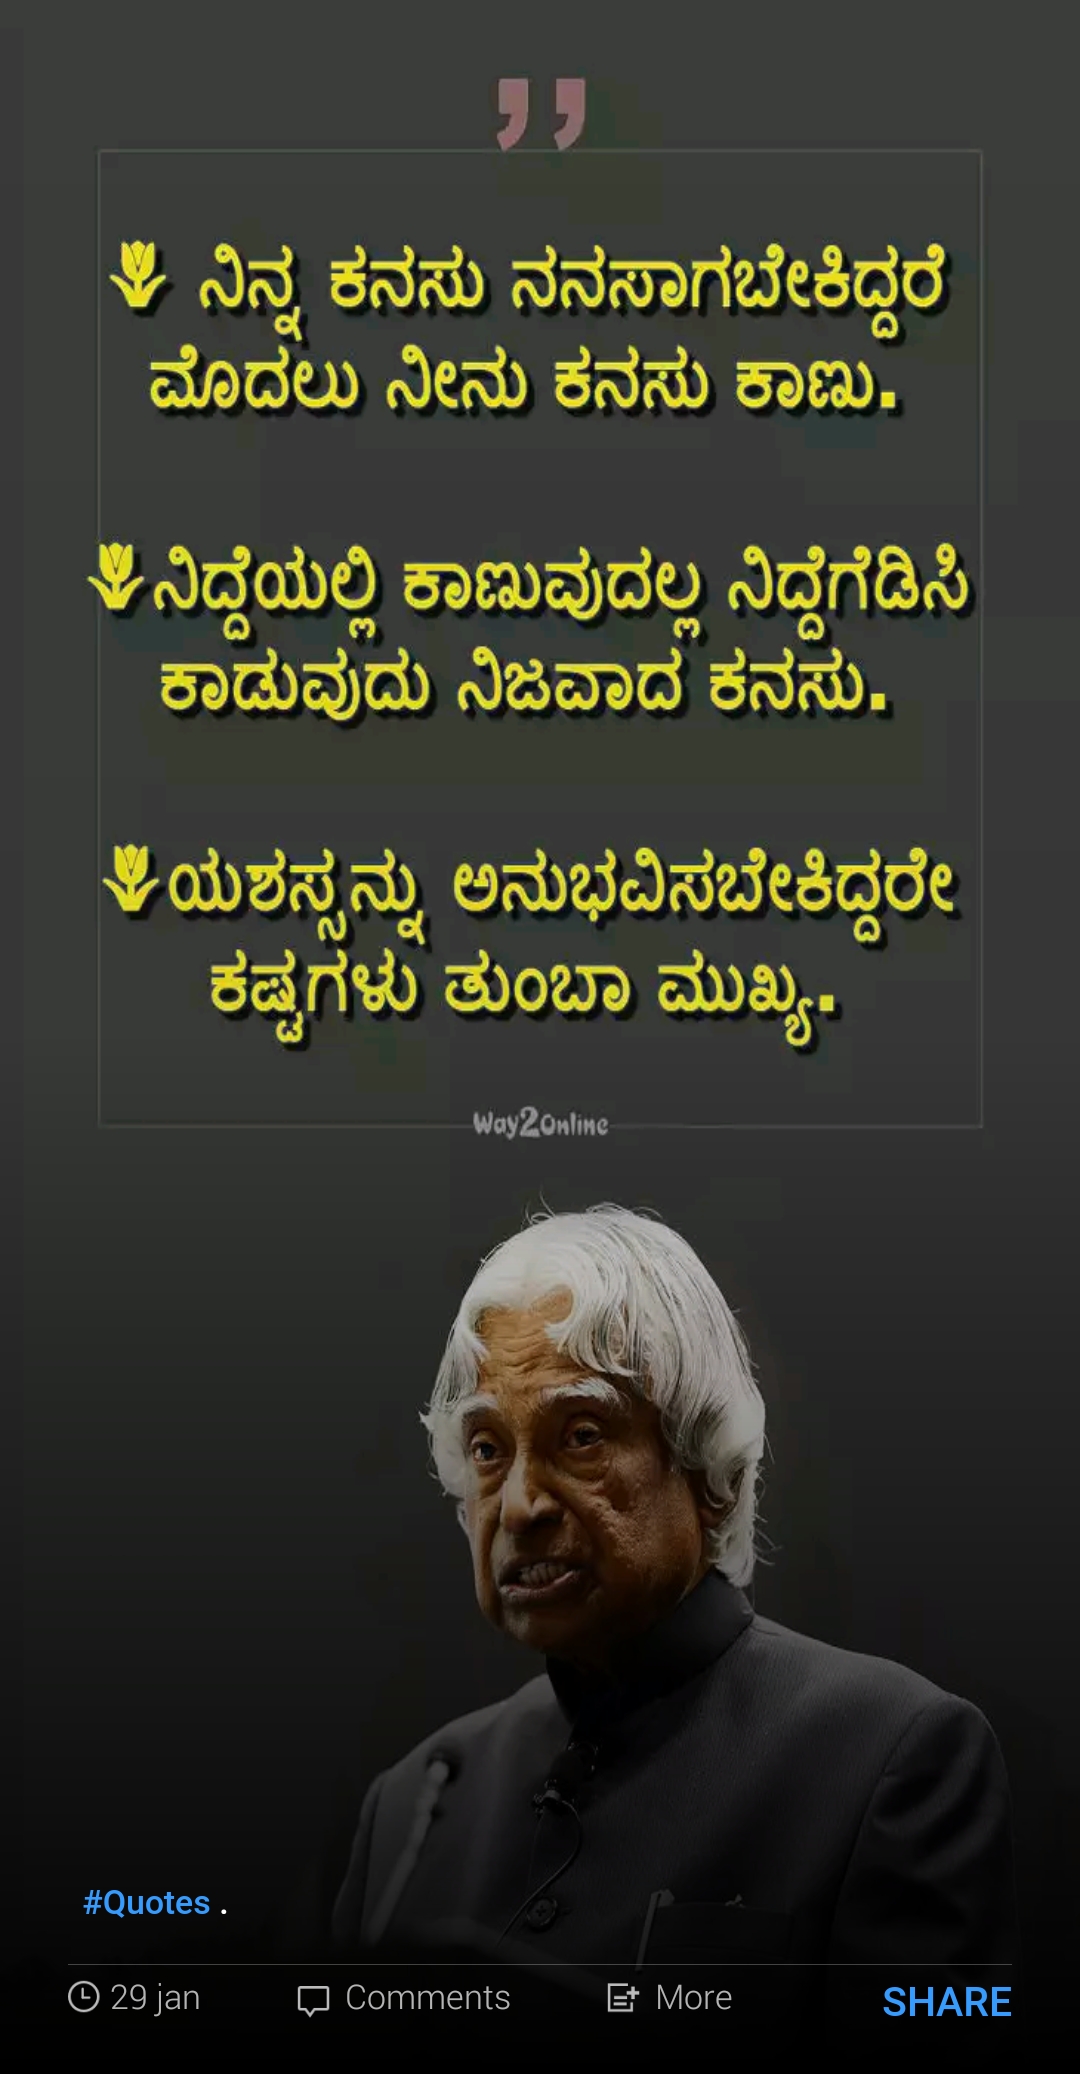 ”
ನಿನ್ನ ಕನಸು ನನಸಾಗಬೇಕಿದ್ದರೆ
ಮೊದಲು ನೀನು ಕನಸು ಕಾಣು.
ನಿದ್ದೆಯಲ್ಲಿ ಕಾಣುವುದಲ್ಲ ನಿದ್ದೆಗೆಡಿಸಿ
ಕಾಡುವುದು ನಿಜವಾದ ಕನಸು.
ಯಶಸ್ಸನ್ನು ಅನುಭವಿಸಬೇಕಿದ್ದರೇ
ಕಷ್ಟಗಳು ತುಂಬಾ ಮುಖ್ಯ.
Way2Online
#Quotes .
29 jan Comments More SHARE